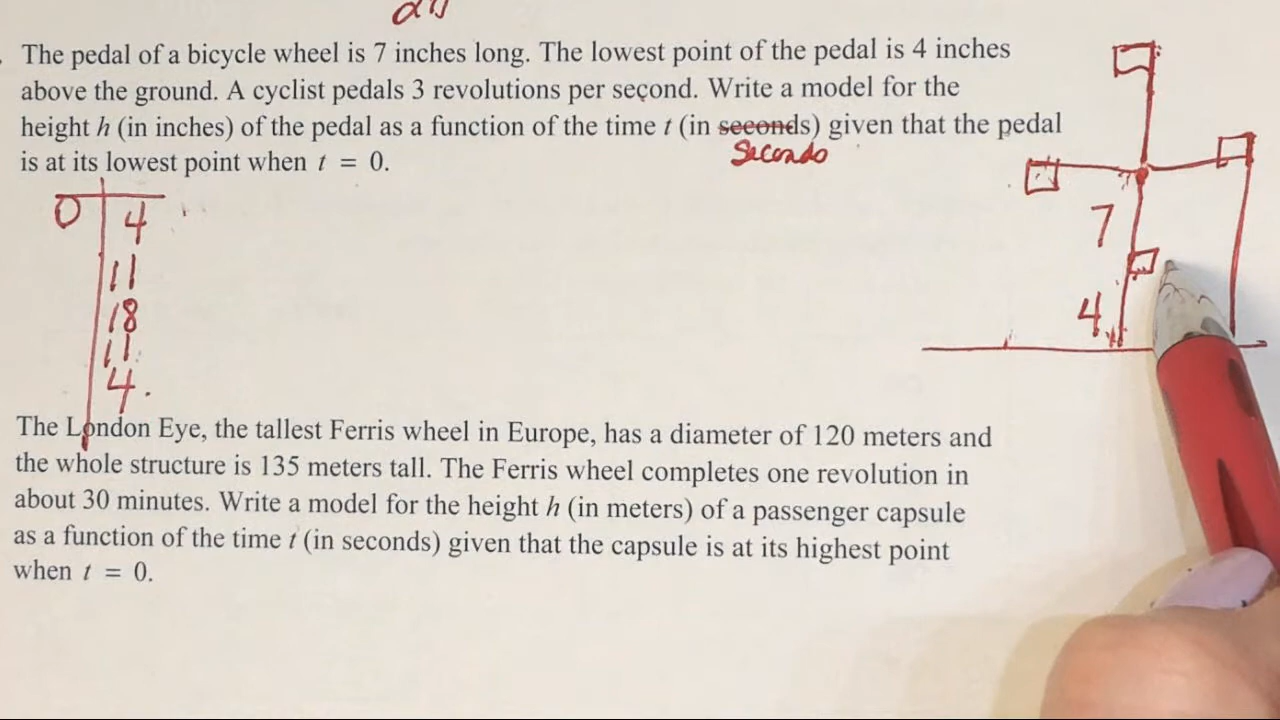 The pedal of a bicycle wheel is 7 inches long. The lowest point of the pedal is 4 inches
above the ground. A cyclist pedals 3 revolutions per second. Write a model for the
height h (in inches) of the pedal as a function of the time t (in seconds) given that the pedal
Seconds
is at its lowest point when t = 0.
0 4
11
18
11
4
7
4
The London Eye, the tallest Ferris wheel in Europe, has a diameter of 120 meters and
the whole structure is 135 meters tall. The Ferris wheel completes one revolution in
about 30 minutes. Write a model for the height h (in meters) of a passenger capsule
as a function of the time t (in seconds) given that the capsule is at its highest point
when t = 0.